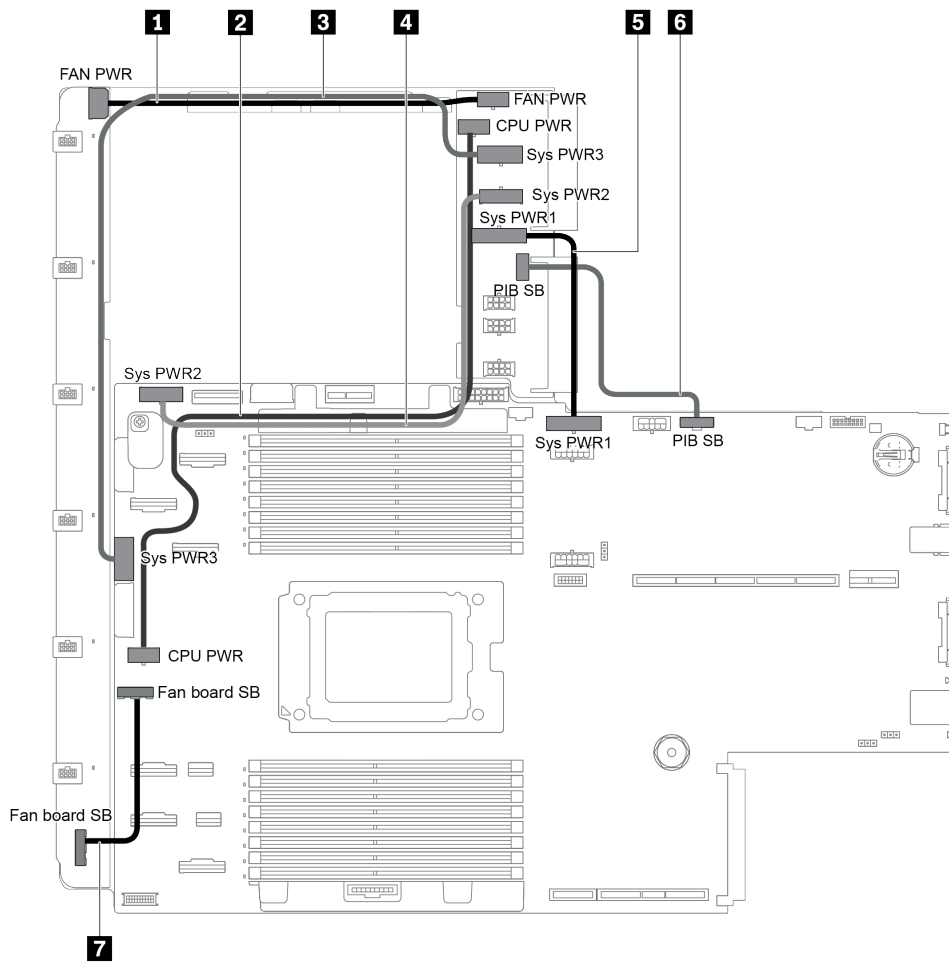 1
2
3
4
5
6
FAN PWR
FAN PWR
CPU PWR
Sys PWR3
Sys PWR2
Sys PWR1
PIB SB
Sys PWR2
Sys PWR1
PIB SB
Sys PWR3
CPU PWR
Fan board SB
Fan board SB
7